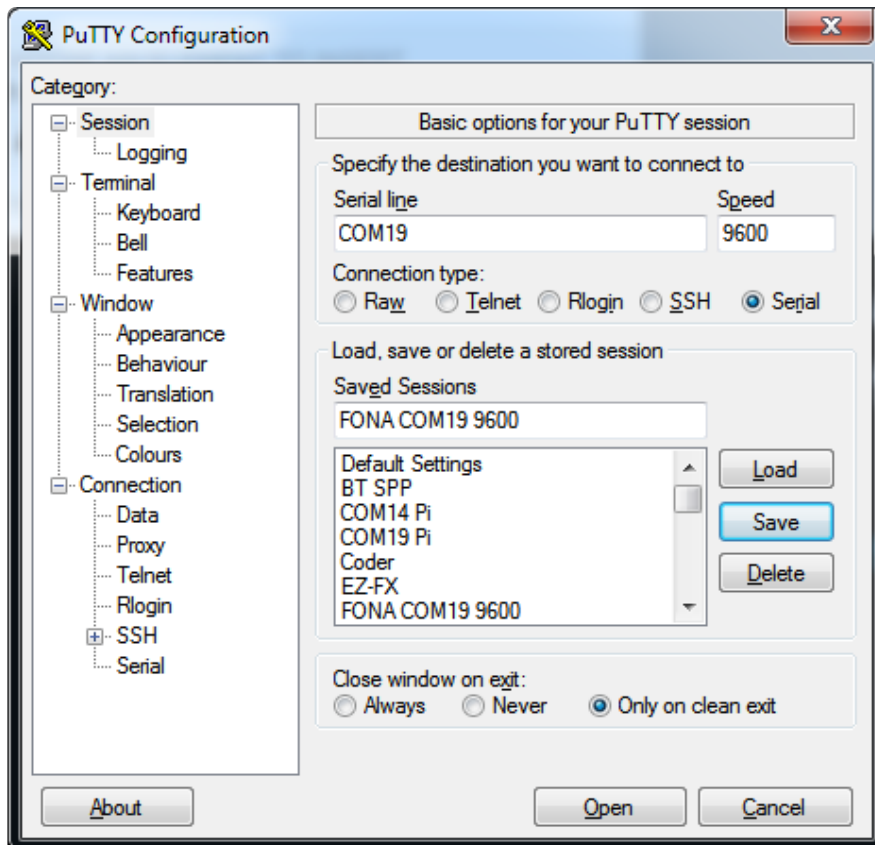 PuTTY Configuration
Category:
Session
Logging
Terminal
Keyboard
Bell
Features
Window
Appearance
Behaviour
Translation
Selection
Colours
Connection
Data
Proxy
Telnet
Rlogin
SSH
Serial
Basic options for your PuTTY session
Specify the destination you want to connect to
Serial line Speed
COM19 9600
Connection type:
Raw Telnet Rlogin SSH Serial
Load, save or delete a stored session
Saved Sessions
FONA COM19 9600
Default Settings
BT SPP
COM14 Pi
COM19 Pi
Coder
EZ-FX
FONA COM19 9600
Load
Save
Delete
Close window on exit:
Always Never Only on clean exit
About Open Cancel